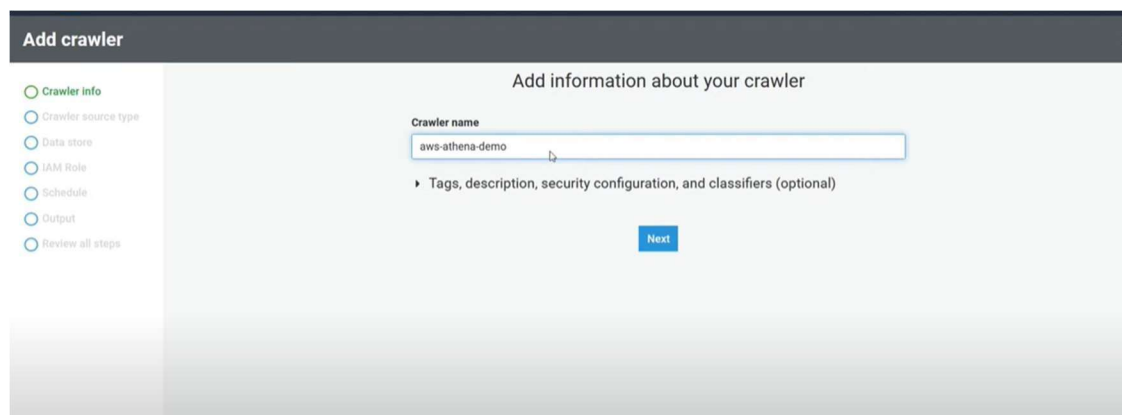 Add crawler
Crawler info
Crawler source type
Data store
IAM Role
Schedule
Output
Review all steps
Add information about your crawler
Crawler name
aws-athena-demo
Tags, description, security configuration, and classifiers (optional)
Next